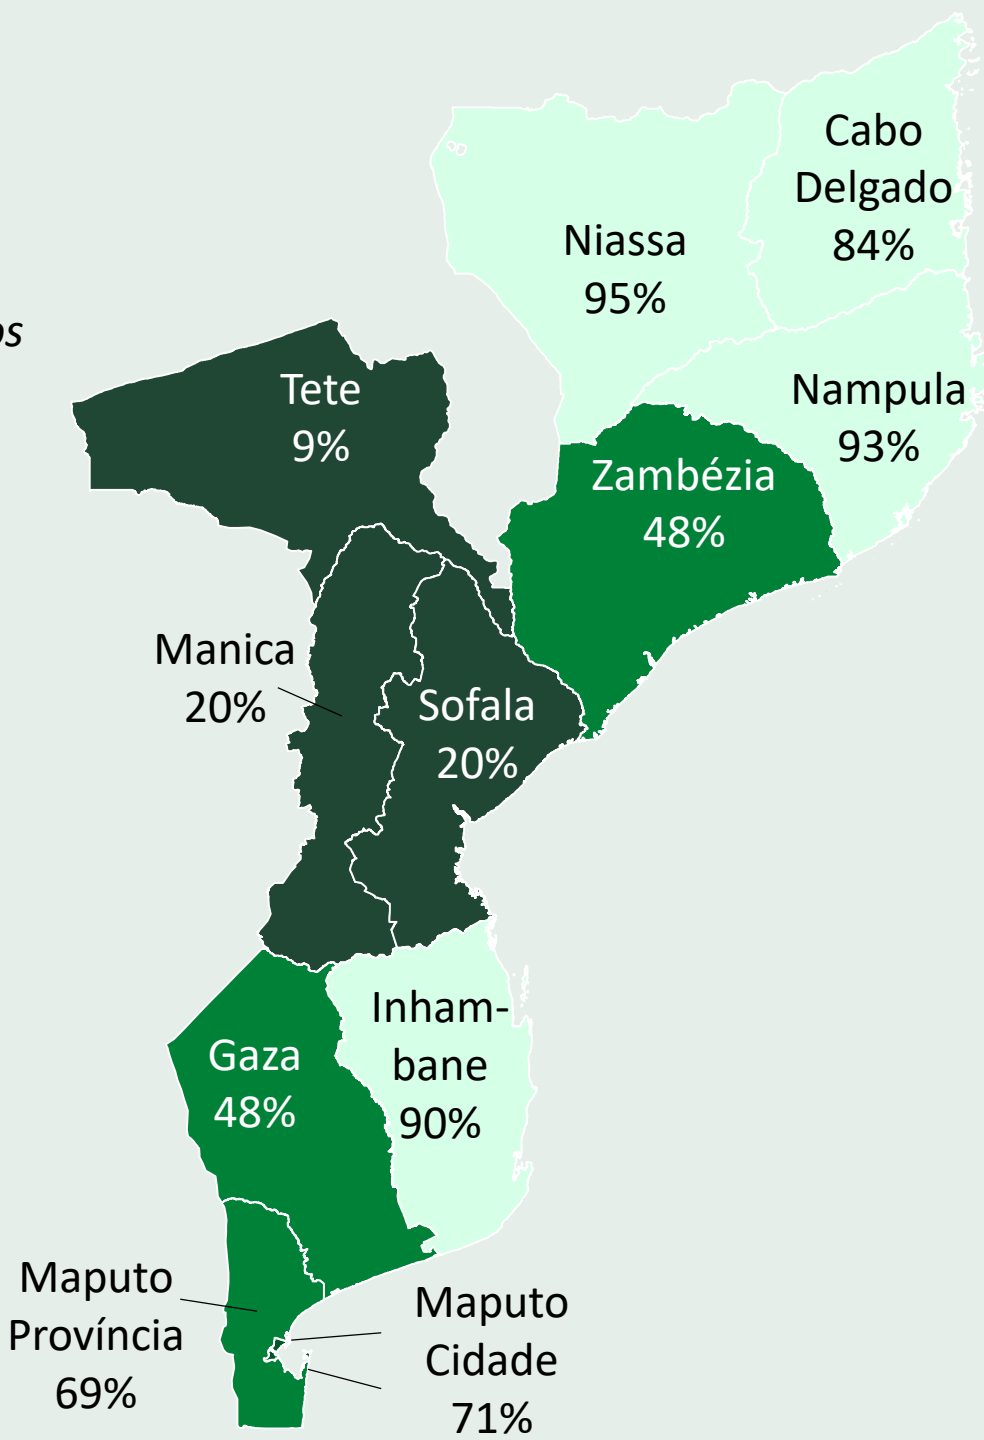 Cabo
Delgado
84%
Niassa
95%
Tete
9%
Nampula
93%
Zambézia
48%
Manica
20%
Sofala
20%
Inham-
bane
90%
Gaza
48%
Maputo
Província
69%
Maputo
Cidade
71%